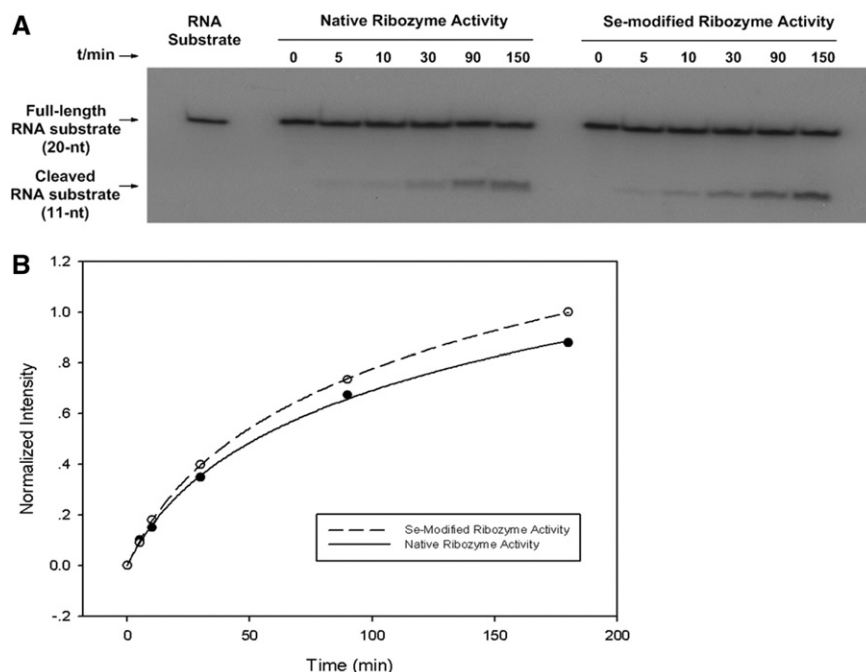 A
RNA
Substrate
Native Ribozyme Activity
Se-modified Ribozyme Activity
t/min
0 5 10 30 90 150
0 5 10 30 90 150
Full-length
RNA substrate
(20-nt)
Cleaved
RNA substrate
(11-nt)
B
1.2
1.0
.8
.6
.4
.2
0.0
-.2
Normalized Intensity
Se-Modified Ribozyme Activity
Native Ribozyme Activity
0 50 100 150 200
Time (min)